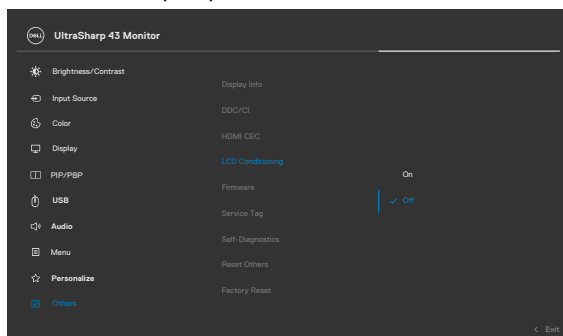 DELL UltraSharp 43 Monitor
Brightness/Contrast
Input Source
Color
Display
PIP/PBP
USB
Audio
Menu
Personalize
Others
Display Info
DDC/CI
HDMI CEC
LCD Conditioning
Firmware
Service Tag
Self-Diagnostics
Reset Others
Factory Reset
On
Off
Exit